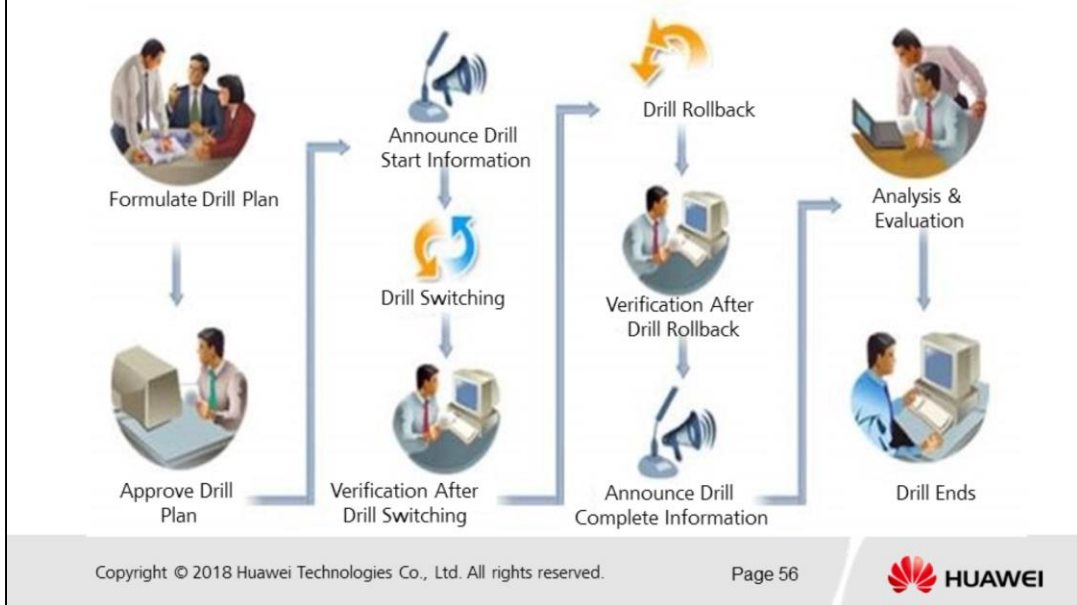 Formulate Drill Plan
Approve Drill
Plan
Announce Drill
Start Information
Drill Switching
Verification After
Drill Switching
Drill Rollback
Verification After
Drill Rollback
Announce Drill
Complete Information
Analysis &
Evaluation
Drill Ends
Copyright © 2018 Huawei Technologies Co., Ltd. All rights reserved.
Page 56
HUAWEI